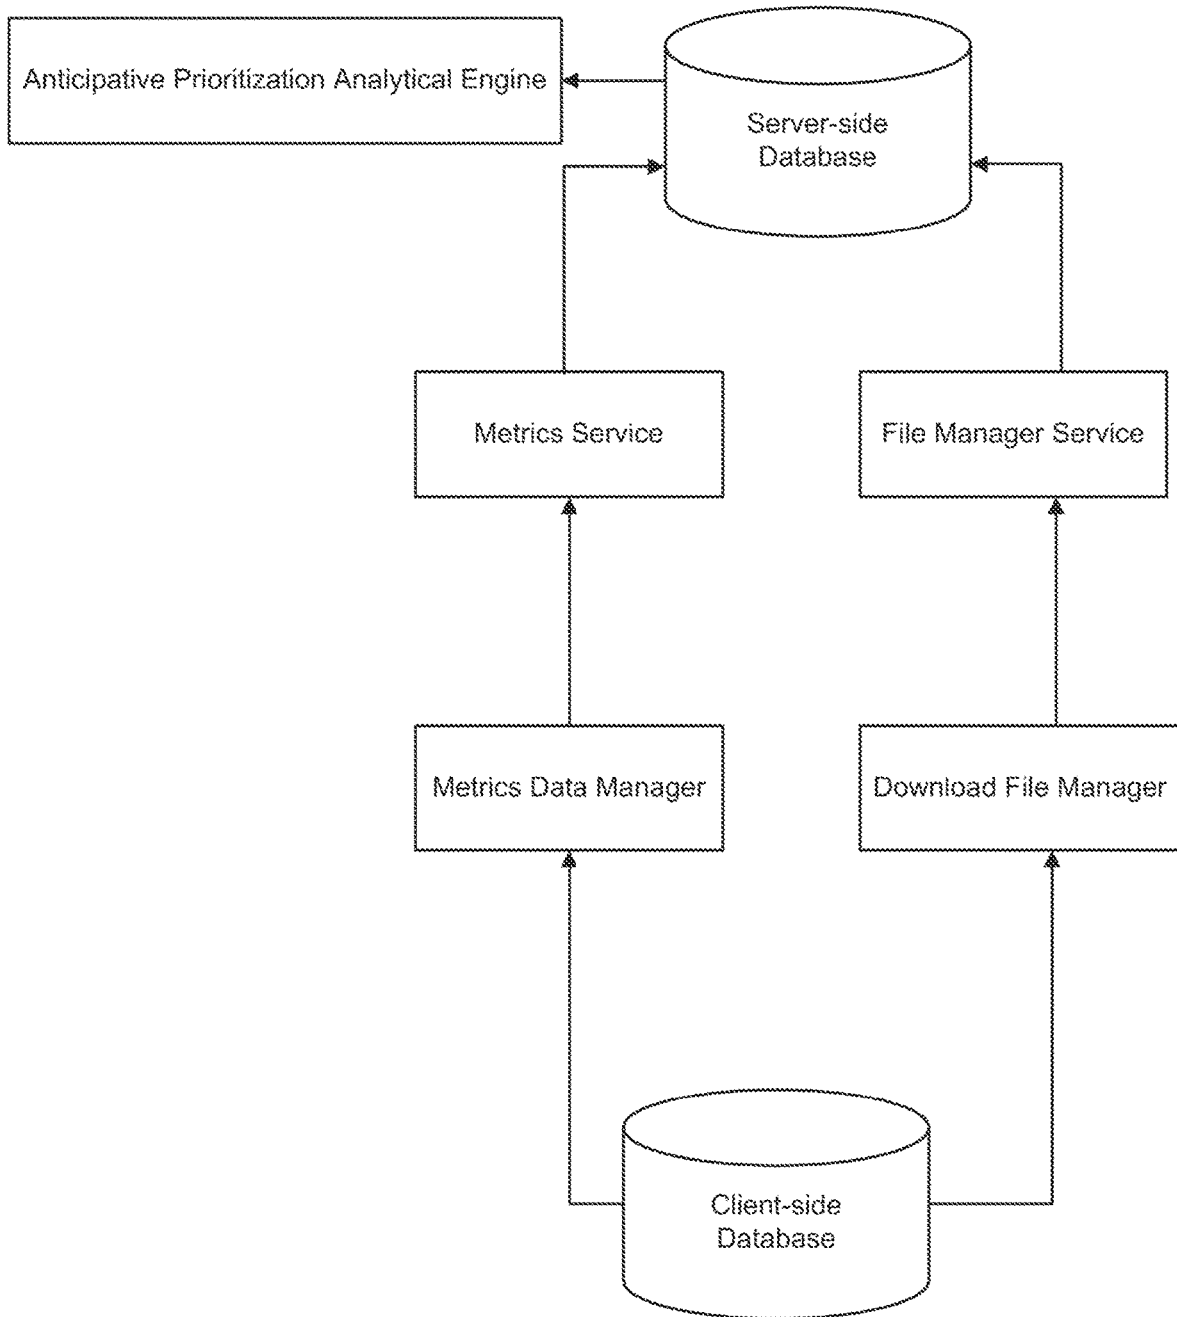 Anticipative Prioritization Analytical Engine
Server-side
Database
Metrics Service
File Manager Service
Metrics Data Manager
Download File Manager
Client-side
Database